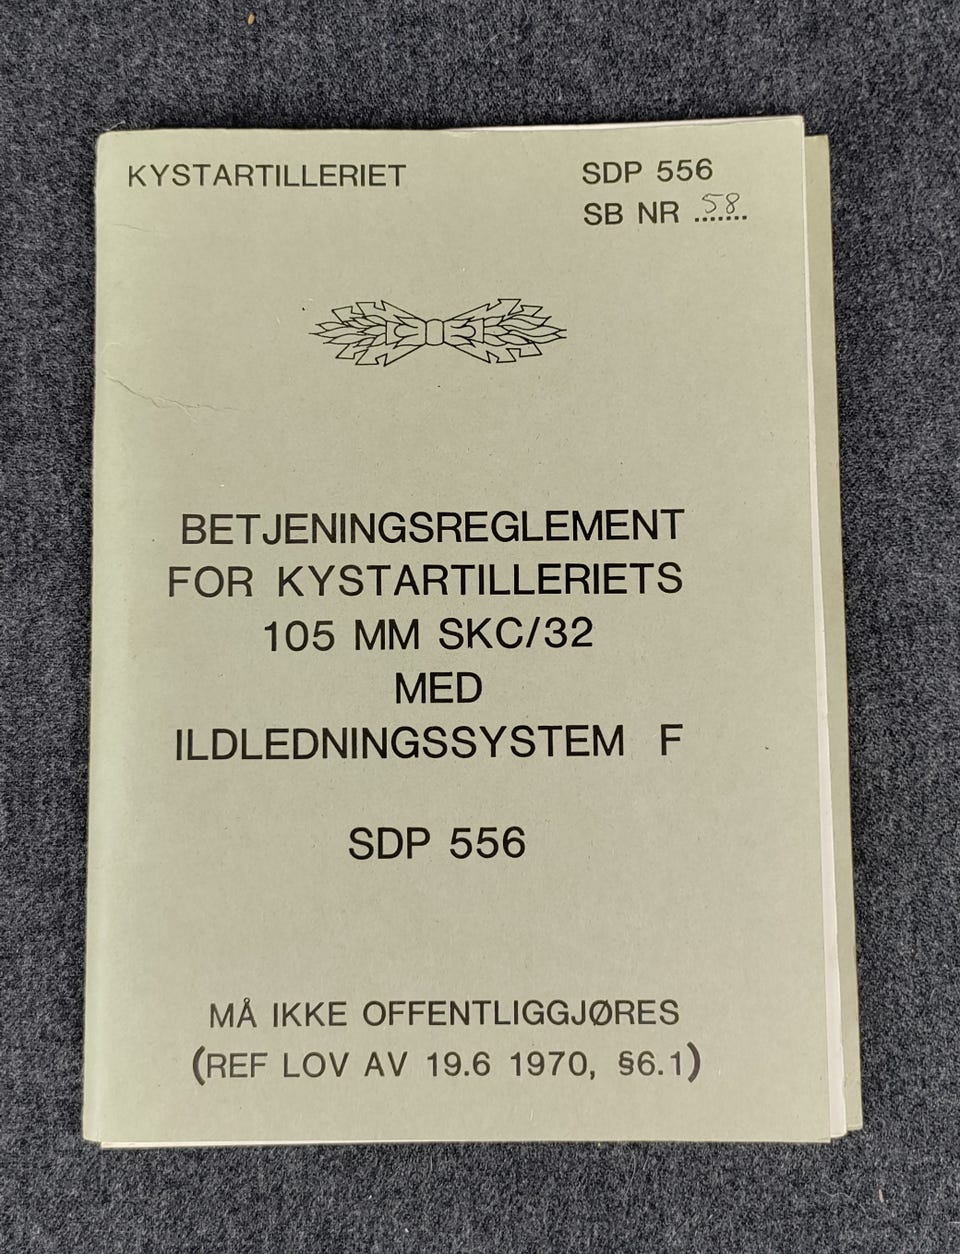 KYSTARTILLERIET
SDP 556
SB NR ....... 58
BETJENINGSREGLEMENT
FOR KYSTARTILLERIETS
105 MM SKC/32
MED
ILDLEDNINGSSYSTEM F
SDP 556
MÅ IKKE OFFENTLIGGJØRES
(REF LOV AV 19.6 1970, §6.1)